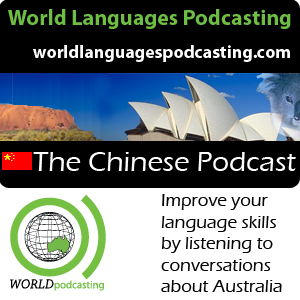 World Languages Podcasting
worldlanguagespodcasting.com
The Chinese Podcast
Improve your
language skills
by listening to
conversations
about Australia
WORLDpodcasting